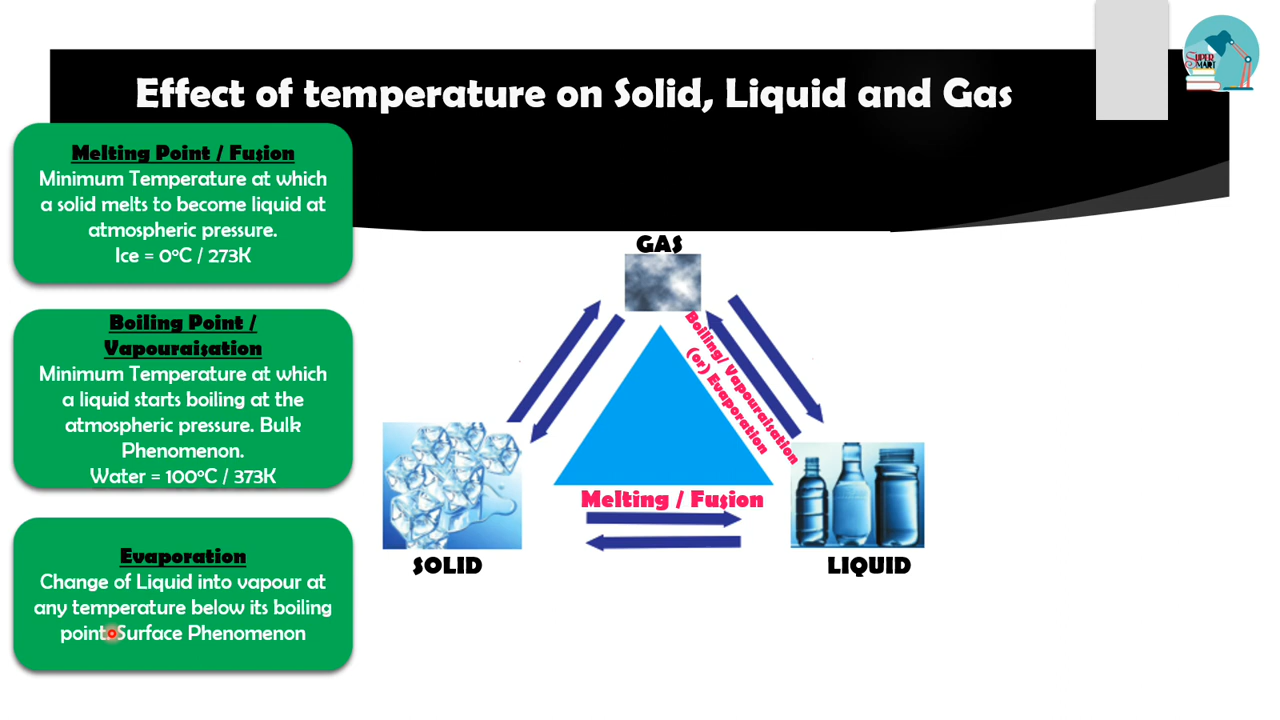 Effect of temperature on Solid, Liquid and Gas
SUPER
SMART
Melting Point / Fusion
Minimum Temperature at which
a solid melts to become liquid at
atmospheric pressure.
Ice = 0°C / 273K
Boiling Point /
Vapouraisation
Minimum Temperature at which
a liquid starts boiling at the
atmospheric pressure. Bulk
Phenomenon.
Water = 100°C / 373K
Evaporation
Change of Liquid into vapour at
any temperature below its boiling
point. Surface Phenomenon
GAS
Boiling/ Vapouraisation
(or) Evaporation
Melting / Fusion
SOLID
LIQUID